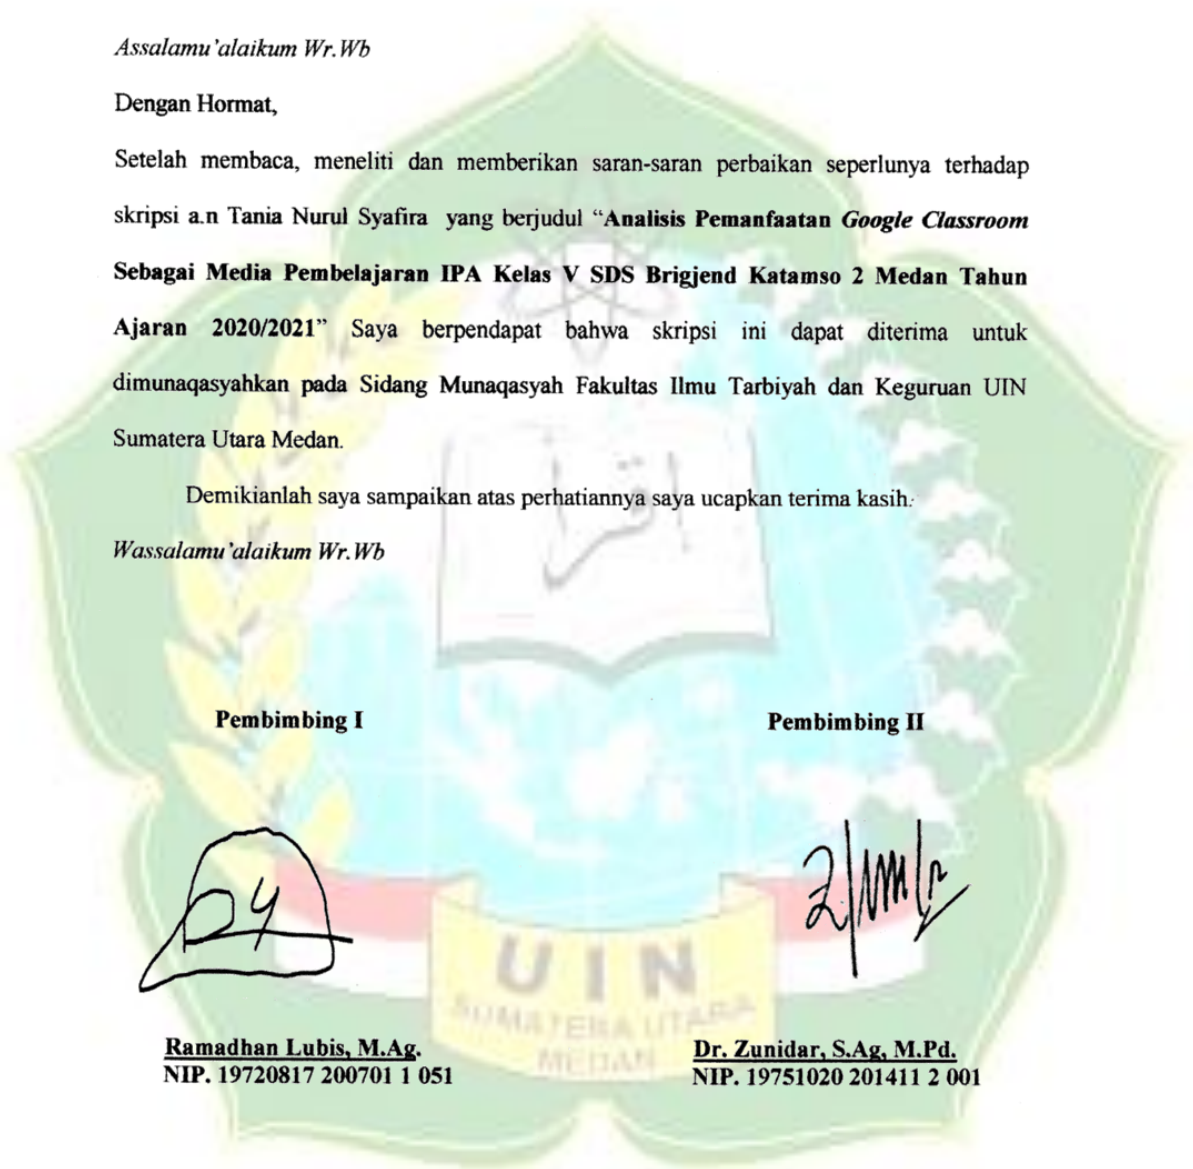 Assalamu'alaikum Wr.Wb
Dengan Hormat,
Setelah membaca, meneliti dan memberikan saran-saran perbaikan seperlunya terhadap
skripsi a.n Tania Nurul Syafira yang berjudul “Analisis Pemanfaatan Google Classroom
Sebagai Media Pembelajaran IPA Kelas V SDS Brigjend Katamso 2 Medan Tahun
Ajaran 2020/2021” Saya berpendapat bahwa skripsi ini dapat diterima untuk
dimunaqasyahkan pada Sidang Munaqasyah Fakultas Ilmu Tarbiyah dan Keguruan UIN
Sumatera Utara Medan.
اقرأ
Demikianlah saya sampaikan atas perhatiannya saya ucapkan terima kasih.
Wassalamu'alaikum Wr.Wb
Pembimbing I Pembimbing II
UIN
SUMATERA UTARA
MEDAN
Ramadhan Lubis, M.Ag. Dr. Zunidar, S.Ag, M.Pd.
NIP. 19720817 200701 1 051 NIP. 19751020 201411 2 001